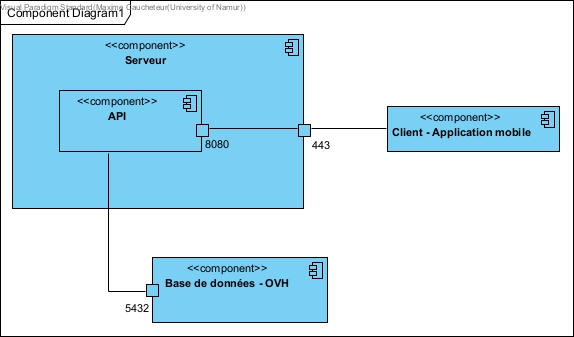 Visual Paradigm Standard(Maxime Caucheteur(University of Namur))
Component Diagram1
<<component>>
Serveur
<<component>>
API
8080
443
<<component>>
Client - Application mobile
<<component>>
Base de données - OVH
5432